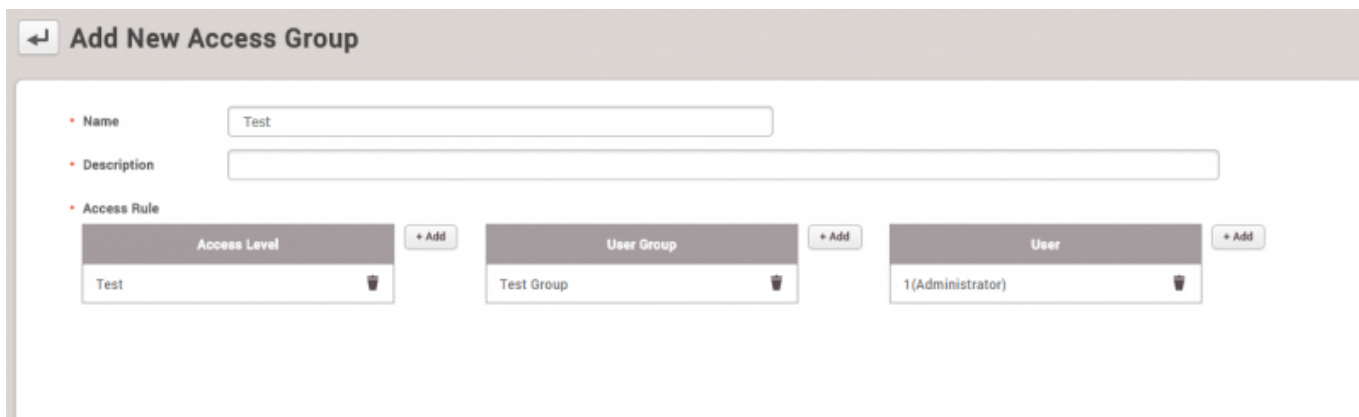 Add New Access Group
• Name Test
• Description
• Access Rule
Access Level + Add User Group + Add User + Add
Test Test Group 1(Administrator)